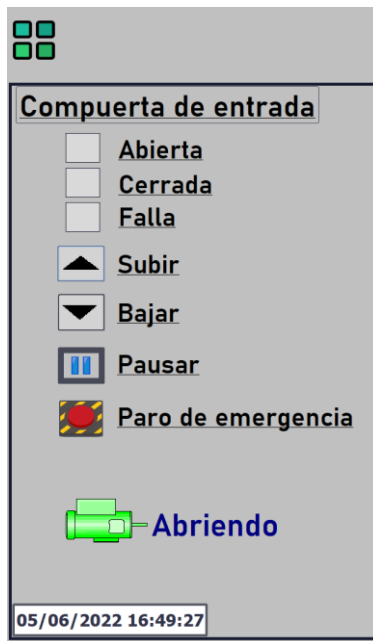 Compuerta de entrada
Abierta
Cerrada
Falla
Subir
Bajar
Pausar
Paro de emergencia
Abriendo
05/06/2022 16:49:27